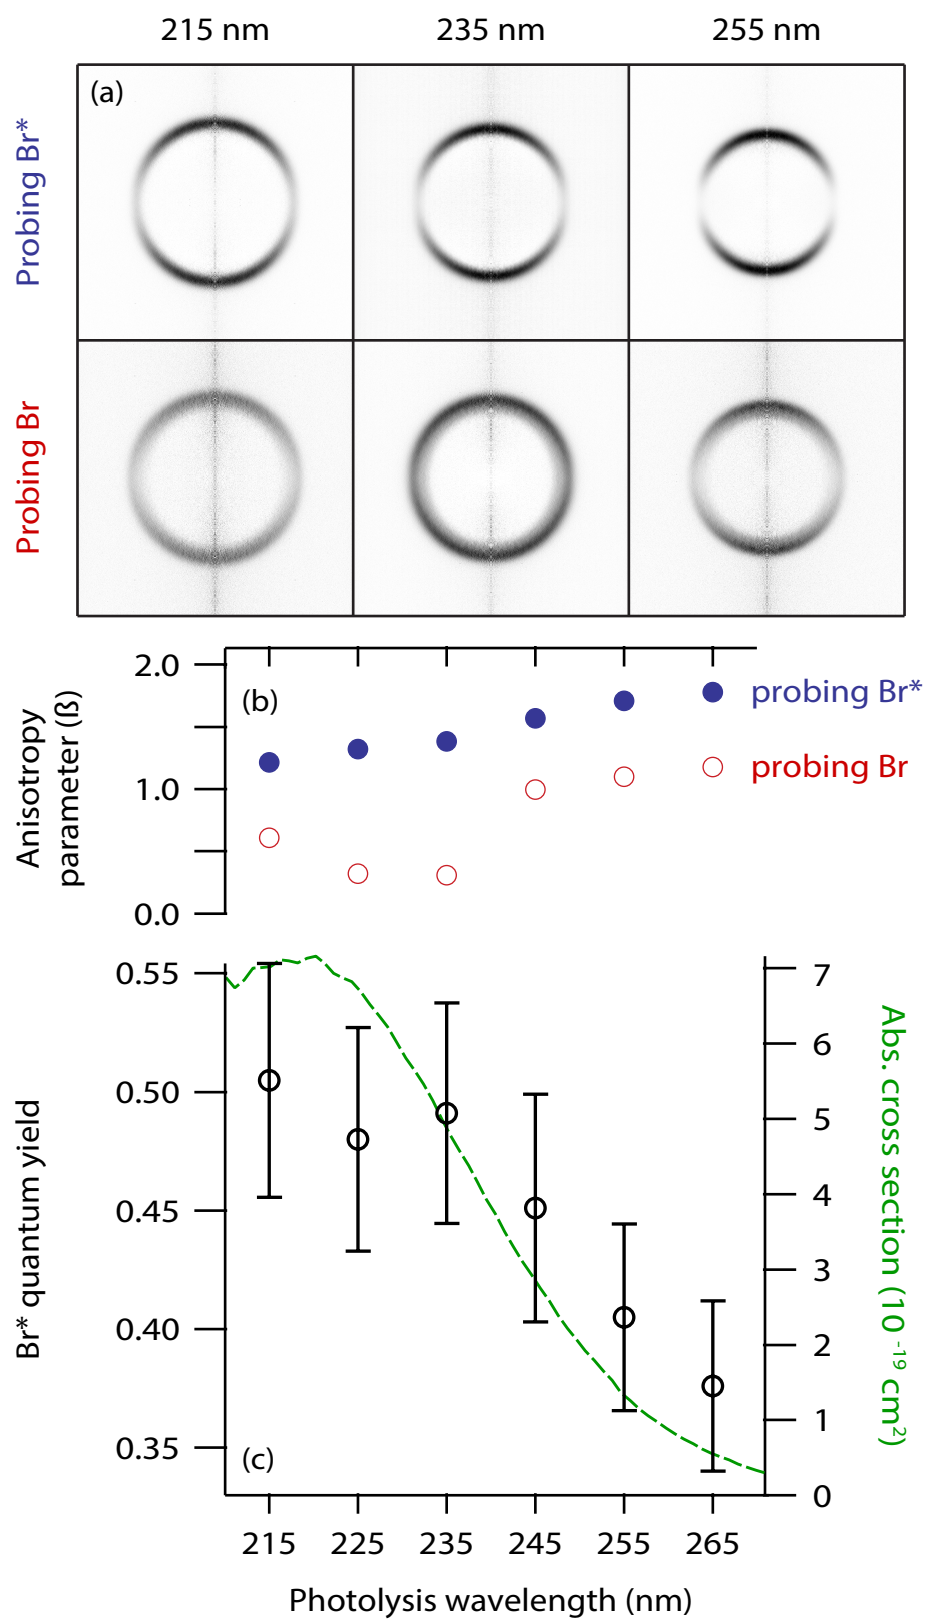 215 nm
235 nm
255 nm
(a)
Probing Br*
Probing Br
2.0
1.0
0.0
Anisotropy
parameter (ß)
(b)
probing Br*
probing Br
0.55
0.50
0.45
0.40
0.35
Br* quantum yield
(c)
7
6
5
4
3
2
1
0
Abs. cross section (10 -19 cm2)
215
225
235
245
255
265
Photolysis wavelength (nm)